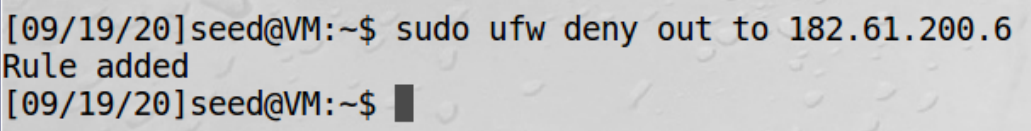 [09/19/20]seed@VM:~$ sudo ufw deny out to 182.61.200.6
Rule added
[09/19/20]seed@VM:~$